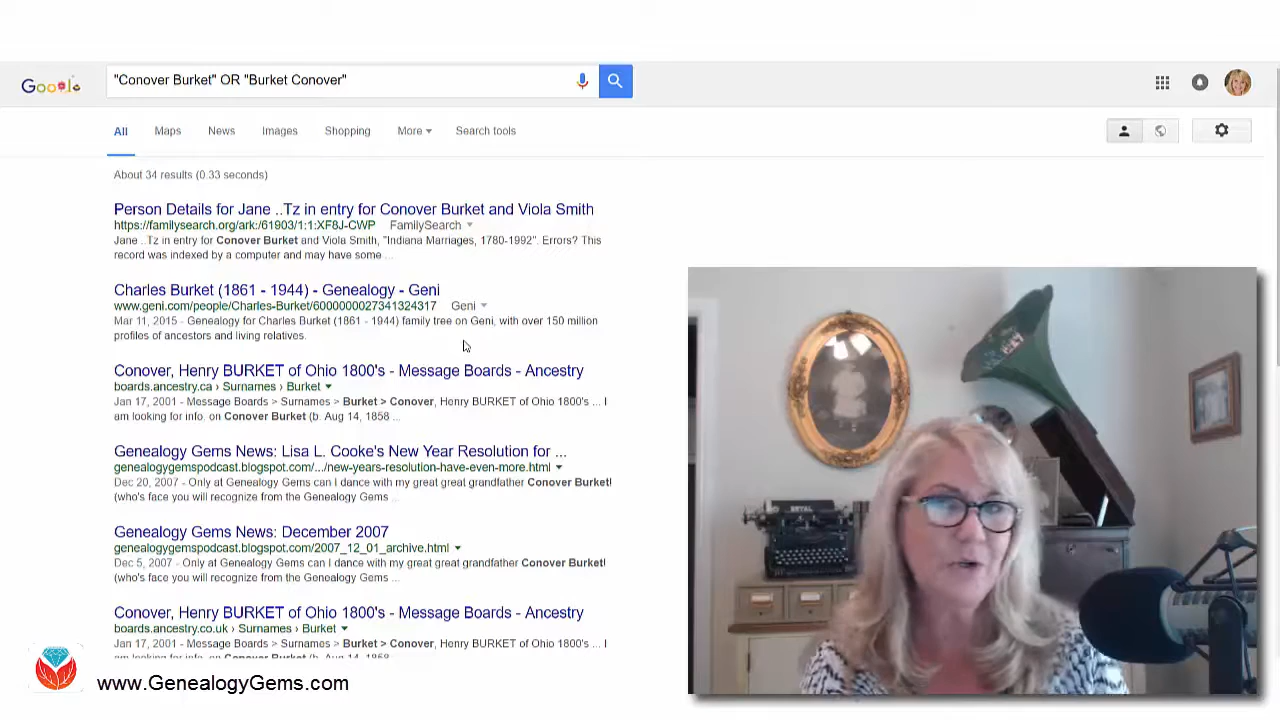 Google
"Conover Burket" OR "Burket Conover"
All Maps News Images Shopping More Search tools
About 34 results (0.33 seconds)
Person Details for Jane ..Tz in entry for Conover Burket and Viola Smith
https://familysearch.org/ark:/61903/1:1:XF8J-CWP FamilySearch
Jane ..Tz in entry for Conover Burket and Viola Smith, "Indiana Marriages, 1780-1992". Errors? This
record was indexed by a computer and may have some ...
Charles Burket (1861 - 1944) - Genealogy - Geni
www.geni.com/people/Charles-Burket/6000000027341324317 Geni
Mar 11, 2015 - Genealogy for Charles Burket (1861 - 1944) family tree on Geni, with over 150 million
profiles of ancestors and living relatives.
Conover, Henry BURKET of Ohio 1800's - Message Boards - Ancestry
boards.ancestry.ca › Surnames › Burket
Jan 17, 2001 - Message Boards > Surnames > Burket > Conover, Henry BURKET of Ohio 1800's ... I
am looking for info. on Conover Burket (b. Aug 14, 1858 ...
Genealogy Gems News: Lisa L. Cooke's New Year Resolution for ...
genealogygemspodcast.blogspot.com/.../new-years-resolution-have-even-more.html
Dec 20, 2007 - Only at Genealogy Gems can I dance with my great great grandfather Conover Burket!
(who's face you will recognize from the Genealogy Gems ...
Genealogy Gems News: December 2007
genealogygemspodcast.blogspot.com/2007_12_01_archive.html
Dec 5, 2007 - Only at Genealogy Gems can I dance with my great great grandfather Conover Burket!
(who's face you will recognize from the Genealogy Gems ...
Conover, Henry BURKET of Ohio 1800's - Message Boards - Ancestry
boards.ancestry.co.uk › Surnames › Burket
Jan 17, 2001 - Message Boards > Surnames > Burket > Conover, Henry BURKET of Ohio 1800's ... I
am looking for info. on Conover Burket (b. Aug 14, 1858 ...
ROYAL
www.GenealogyGems.com